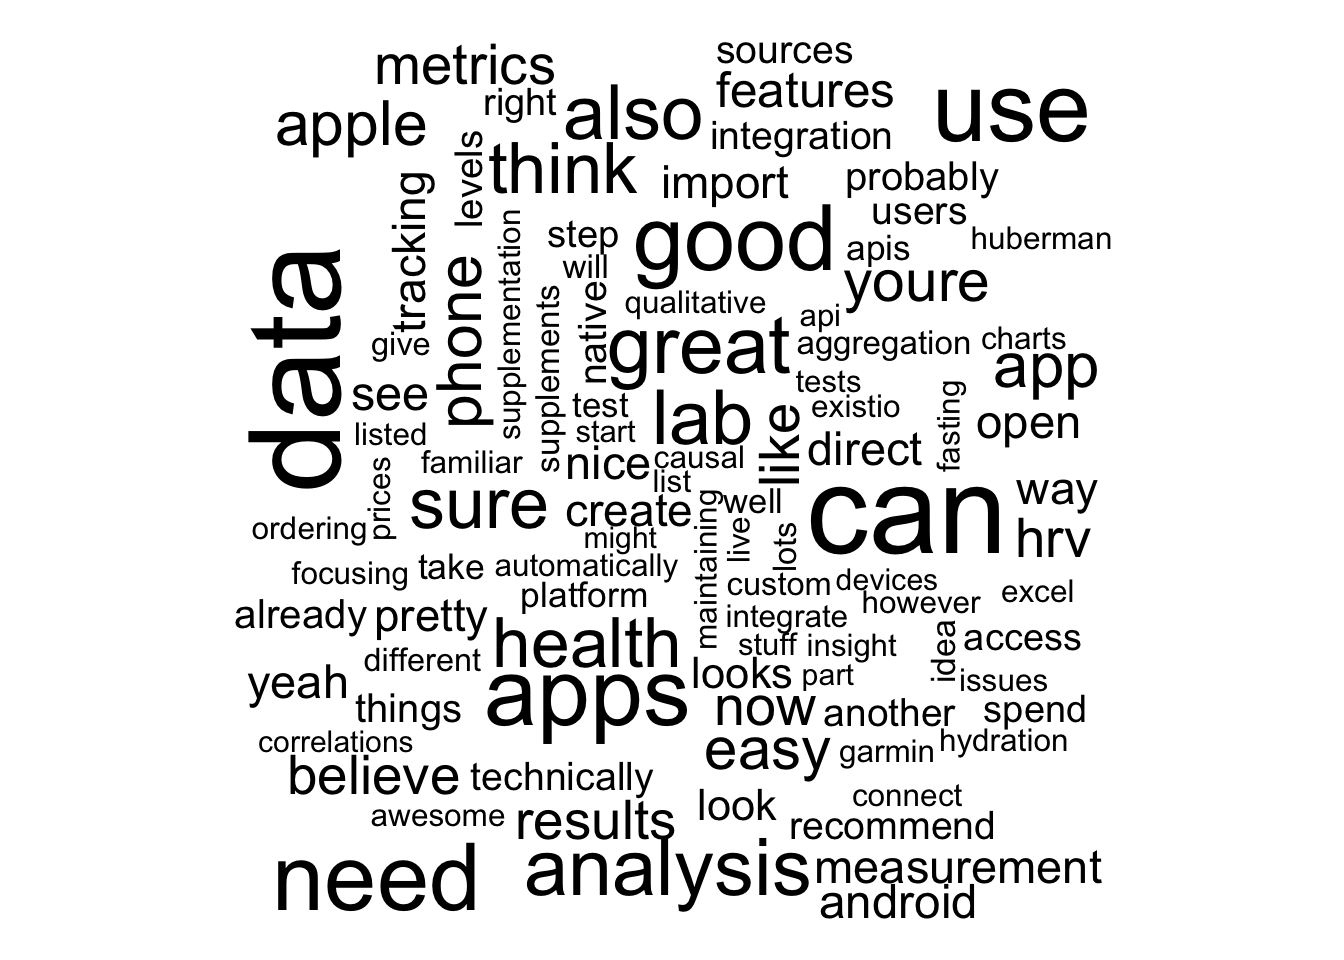 sources
metrics
features
use
right
also
apple
integration
levels
think
import
probably
tracking
users
step
good
apis
huberman
data
phone
supplementation
will
youre
supplements
native
qualitative
api
give
great
aggregation
charts
app
see
tests
fasting
test
lab
like
existio
open
listed
start
direct
familiar
nice
causal
prices
list
can
way
sure
create
well
ordering
might
maintaining
live
lots
hrv
focusing
take
automatically
custom
devices
excel
platform
however
already
pretty
integrate
health
stuff
insight
idea
access
different
yeah
apps
looks
part
issues
things
now
another
spend
correlations
easy
garmin
hydration
believe
technically
awesome
results
look
connect
recommend
need
analysis
measurement
android